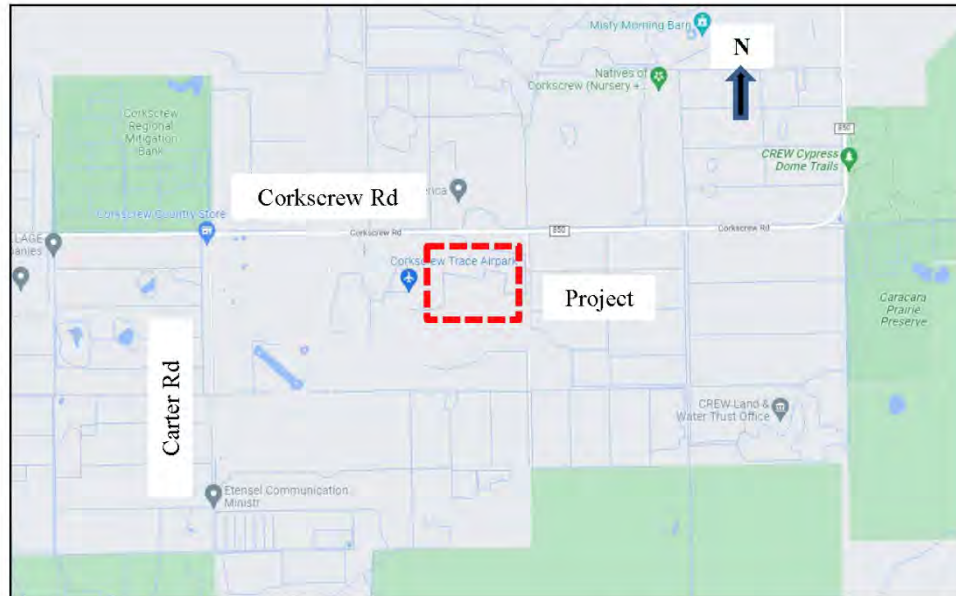 Misty Morning Barn
N
Natives of
Corkscrew (Nursery +...
Corkscrew
Regional
Mitigation
Bank
850
CREW Cypress
Dome Trails
Corkscrew Rd
erica
Corkscrew Country Store
LAGE
Corkscrew Rd
850
Corkscrew Rd
Corkscrew Trace Airpark
Project
Caracara
Prairie
Preserve
Carter Rd
CREW Land &
Water Trust Office
Etensel Communication
Ministr